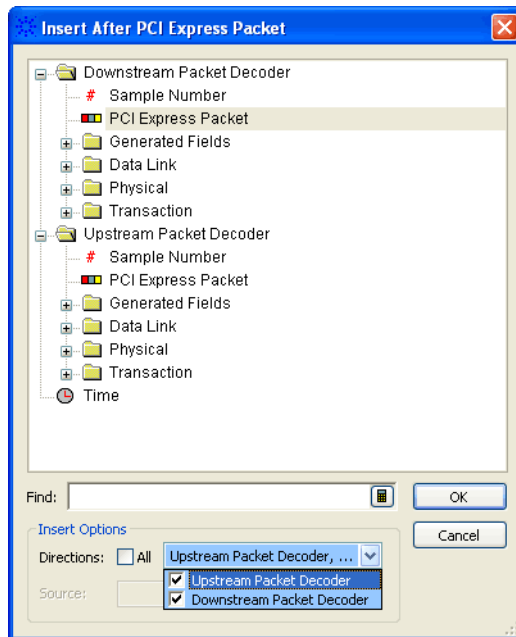 Insert After PCI Express Packet
Downstream Packet Decoder
# Sample Number
PCI Express Packet
Generated Fields
Data Link
Physical
Transaction
Upstream Packet Decoder
# Sample Number
PCI Express Packet
Generated Fields
Data Link
Physical
Transaction
Time
Find:
OK
Insert Options
Cancel
Directions: All Upstream Packet Decoder, ...
Upstream Packet Decoder
Source:
Downstream Packet Decoder